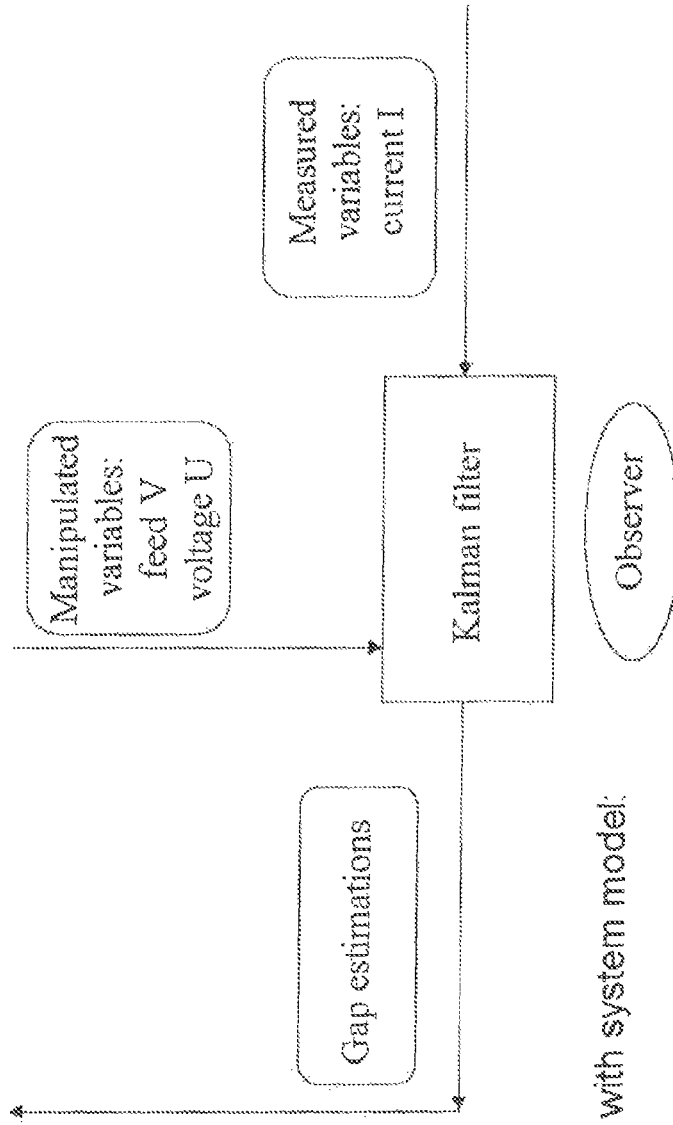 Manipulated
variables:
feed V
voltage U
Measured
variables:
current I
Gap estimations
Kalman filter
Observer
with system model: